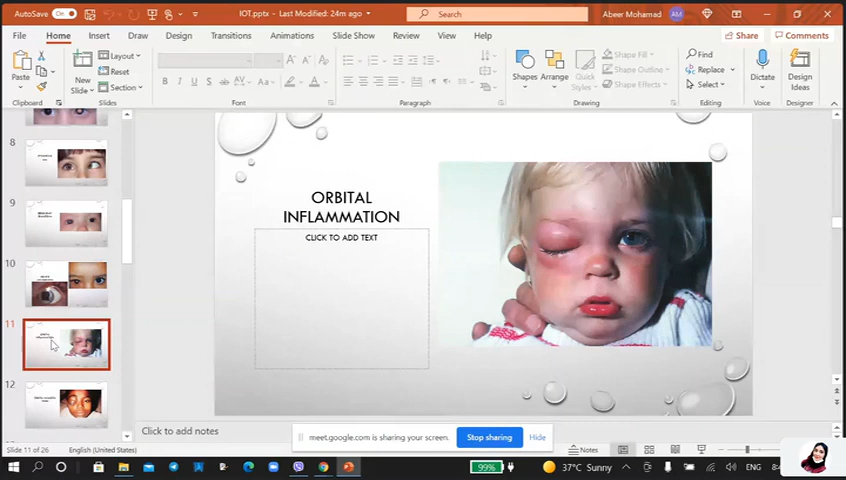 AutoSave On IOT.pptx - Last Modified: 24m ago Search Abeer Mohamad AM
File Home Insert Draw Design Transitions Animations Slide Show Review View Help Share Comments
Paste New Slide Layout Reset Section Shapes Arrange Quick Styles Shape Fill Shape Outline Shape Effects Find Replace Select Dictate Design Ideas
Clipboard Slides Font Paragraph Drawing Editing Voice Designer
8
9
10
11
12
ORBITAL
INFLAMMATION
CLICK TO ADD TEXT
Click to add notes
meet.google.com is sharing your screen. Stop sharing Hide
Slide 11 of 26 English (United States) Notes
99% 37°C Sunny ENG